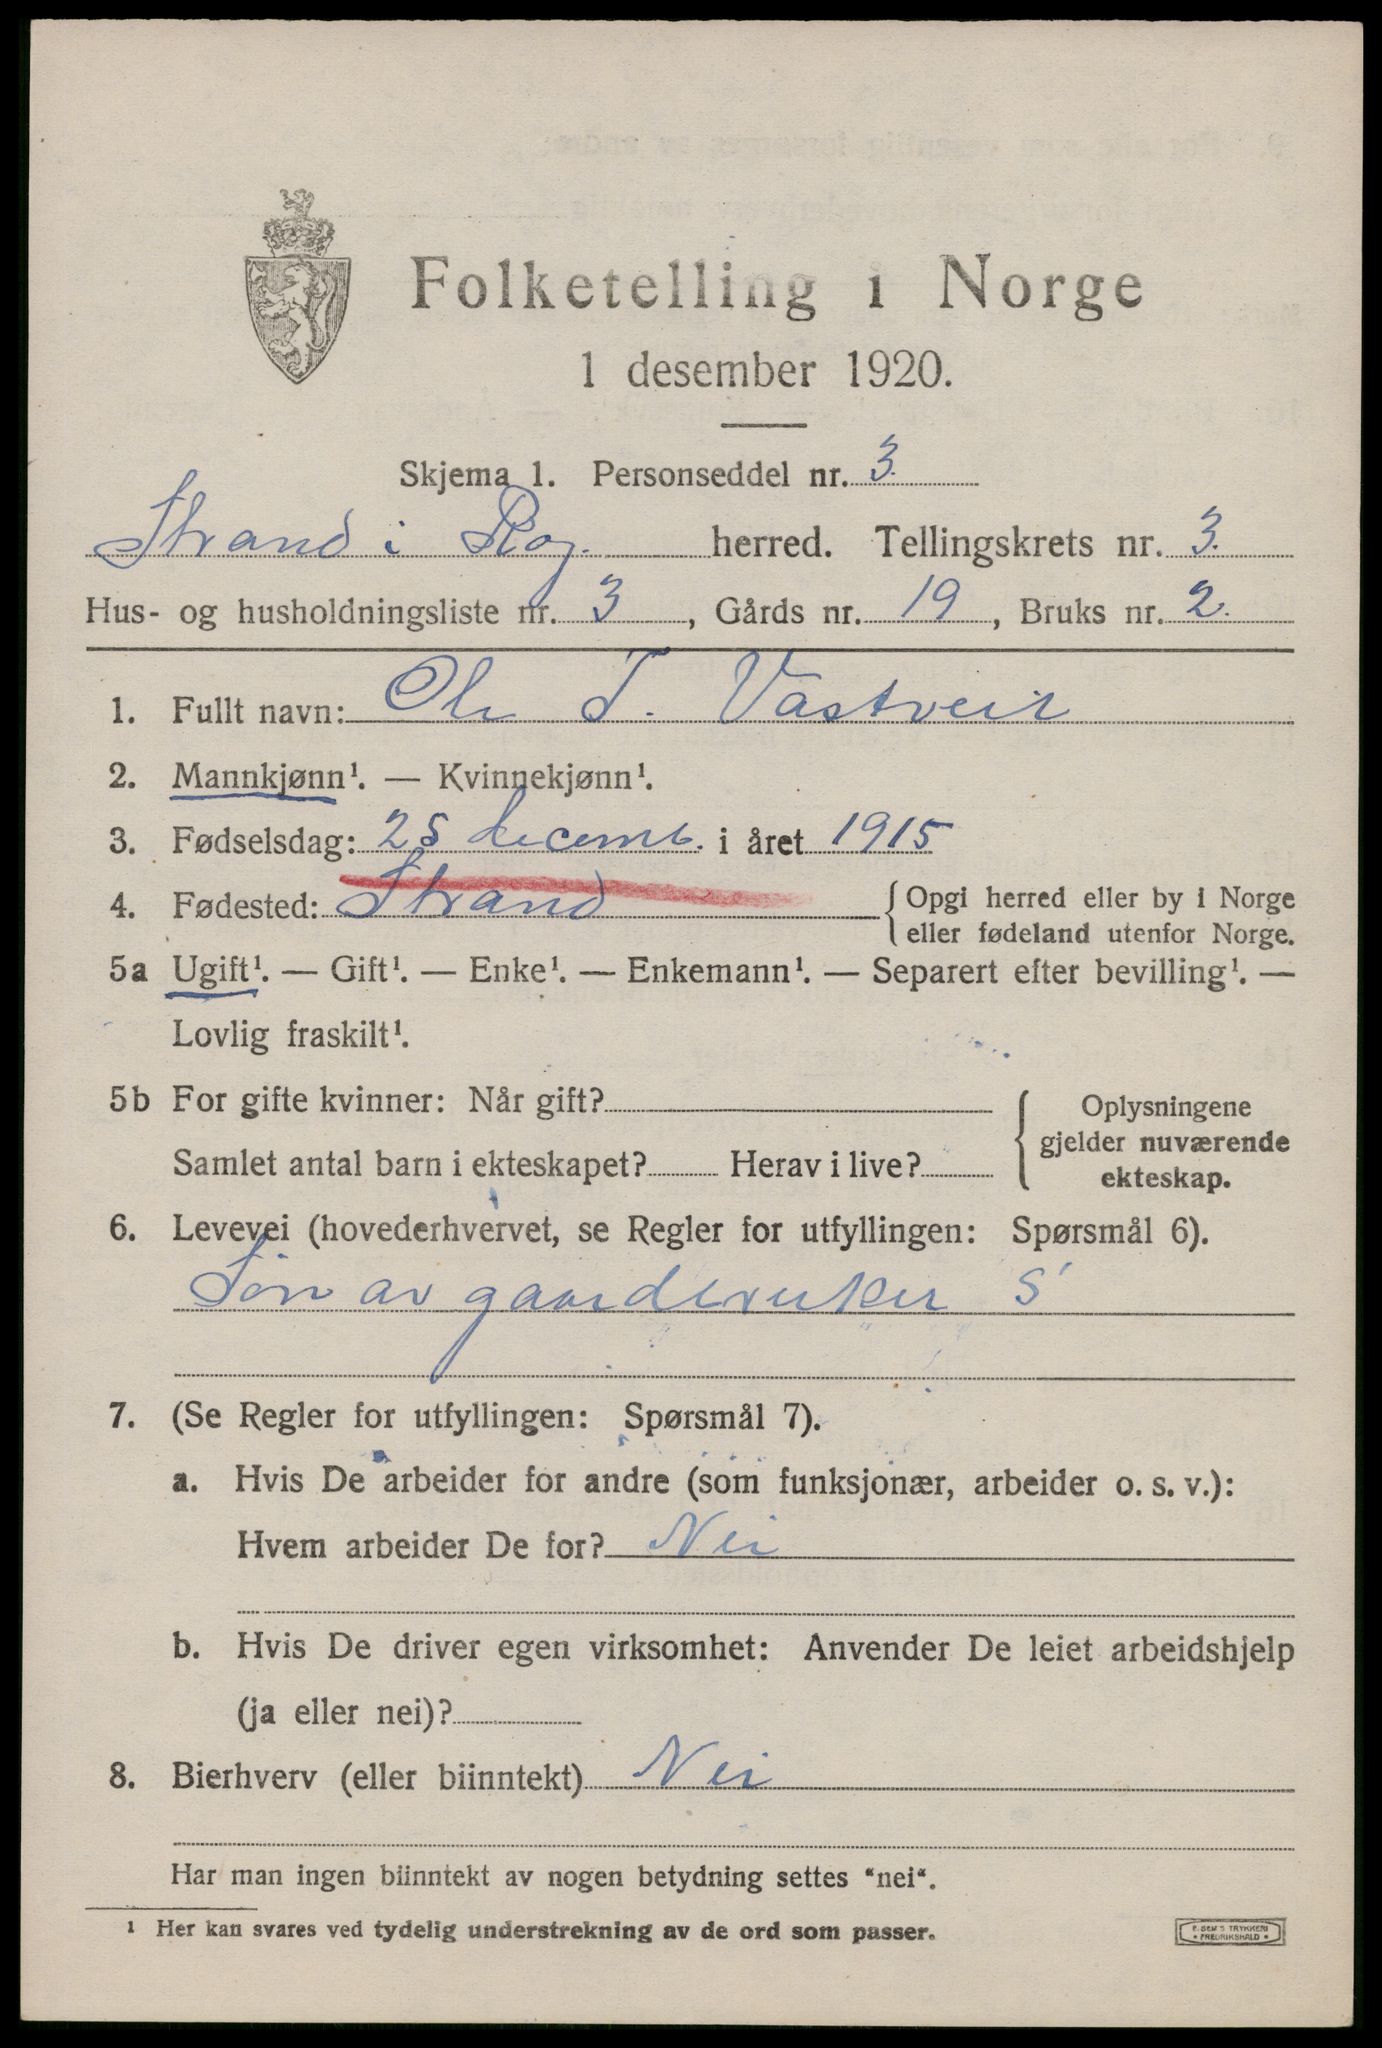 Folketelling i Norge
1 desember 1920.
Skjema 1. Personseddel nr. 3
Strand i Rog. herred. Tellingskrets nr. 3.
Hus- og husholdningsliste nr. 3, Gårds nr. 19, Bruks nr. 2.
1. Fullt navn: Ole T. Vastveit
2. Mannkjønn¹. — Kvinnekjønn¹.
3. Fødselsdag: 25 decemb. i året 1915
4. Fødested: Strand {Opgi herred eller by i Norge
eller fødeland utenfor Norge.
5a Ugift¹. — Gift¹. — Enke¹. — Enkemann¹. — Separert efter bevilling¹. —
Lovlig fraskilt¹.
5b For gifte kvinner: Når gift?
Samlet antal barn i ekteskapet? Herav i live?
{Oplysningene
gjelder nuværende
ekteskap.
6. Levevei (hovederhvervet, se Regler for utfyllingen: Spørsmål 6).
Søn av gaardbruker S
7. (Se Regler for utfyllingen: Spørsmål 7).
a. Hvis De arbeider for andre (som funksjonær, arbeider o. s. v.):
Hvem arbeider De for? Nei
b. Hvis De driver egen virksomhet: Anvender De leiet arbeidshjelp
(ja eller nei)?
8. Bierhverv (eller biinntekt) Nei
Har man ingen biinntekt av nogen betydning settes "nei".
¹ Her kan svares ved tydelig understrekning av de ord som passer.
E. SEM'S TRYKKERI
• FREDRIKSHALD •